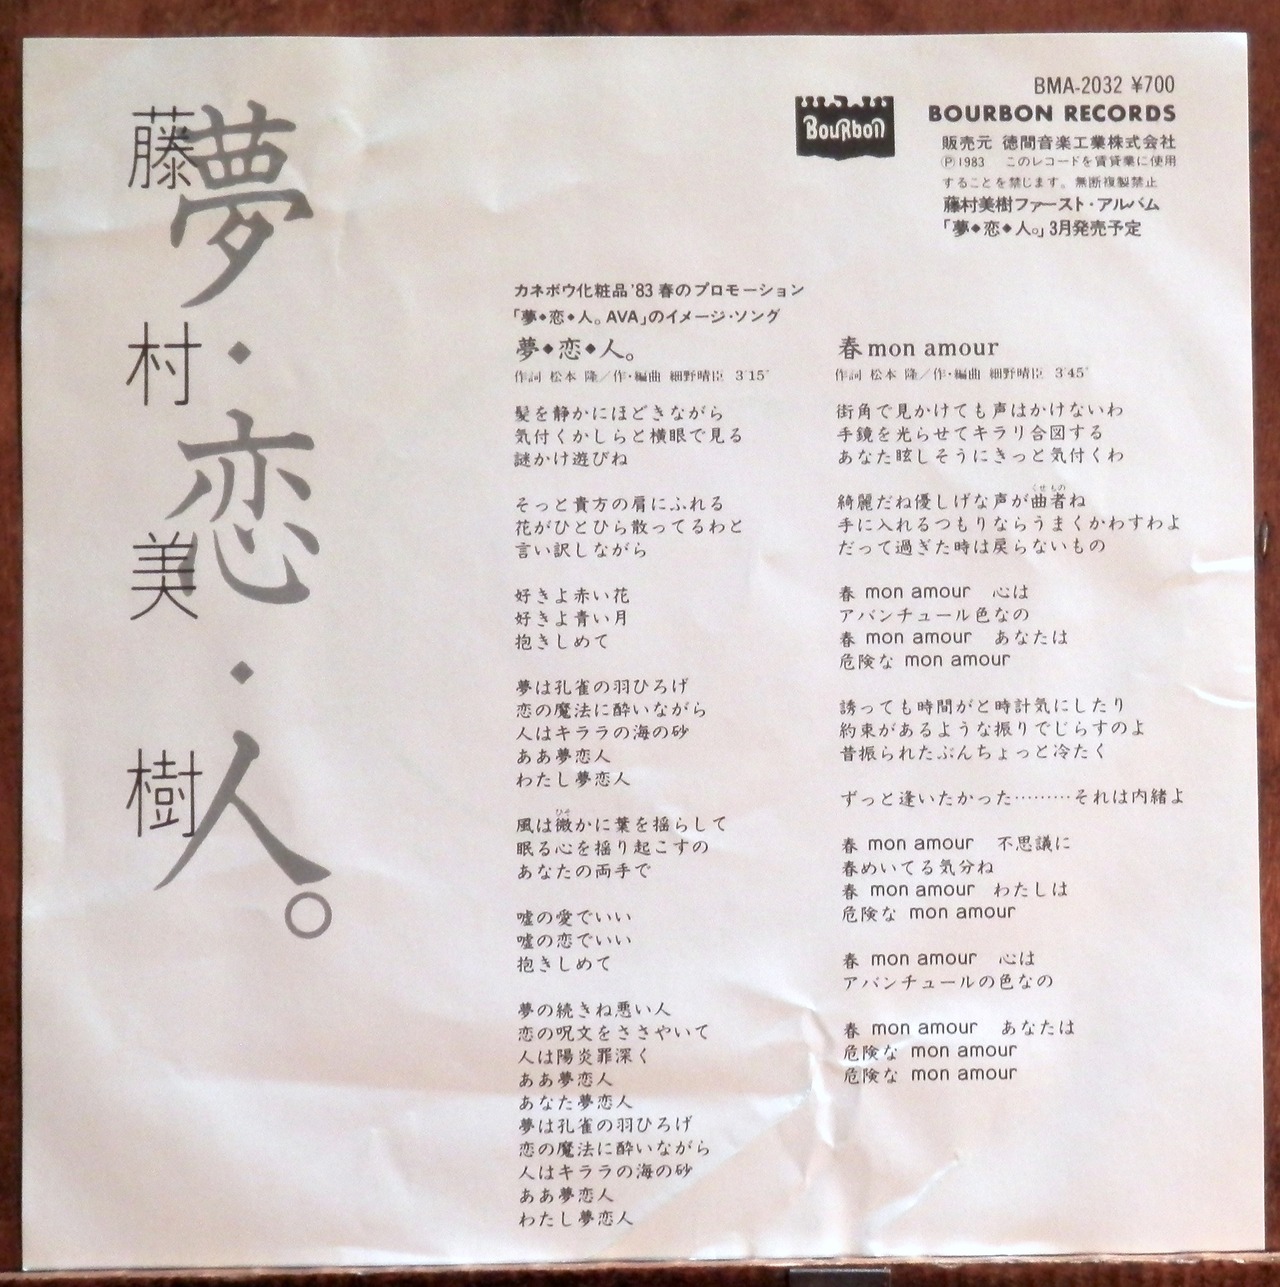 夢・恋・人。
藤村美樹
BouRbon
BMA-2032 ¥700
BOURBON RECORDS
販売元 徳間音楽工業株式会社
Ⓟ1983 このレコードを賃貸業に使用
することを禁じます。無断複製禁止
藤村美樹ファースト・アルバム
「夢◆恋◆人。」3月発売予定
カネボウ化粧品'83春のプロモーション
「夢◆恋◆人。AVA」のイメージ・ソング
夢◆恋◆人。
作詞 松本 隆/作・編曲 細野晴臣 3'15"
髪を静かにほどきながら
気付くかしらと横眼で見る
謎かけ遊びね
そっと貴方の肩にふれる
花がひとひら散ってるわと
言い訳しながら
好きよ赤い花
好きよ青い月
抱きしめて
夢は孔雀の羽ひろげ
恋の魔法に酔いながら
人はキララの海の砂
ああ夢恋人
わたし夢恋人
風は微かに葉を揺らして
眠る心を揺り起こすの
あなたの両手で
嘘の愛でいい
嘘の恋でいい
抱きしめて
夢の続きね悪い人
恋の呪文をささやいて
人は陽炎罪深く
ああ夢恋人
あなた夢恋人
夢は孔雀の羽ひろげ
恋の魔法に酔いながら
人はキララの海の砂
ああ夢恋人
わたし夢恋人
春 mon amour
作詞 松本 隆/作・編曲 細野晴臣 3'45"
街角で見かけても声はかけないわ
手鏡を光らせてキラリ合図する
あなた眩しそうにきっと気付くわ
綺麗だね優しげな声が曲者ね
手に入れるつもりならうまくかわすわよ
だって過ぎた時は戻らないもの
春 mon amour 心は
アバンチュール色なの
春 mon amour あなたは
危険な mon amour
誘っても時間がと時計気にしたり
約束があるような振りでじらすのよ
昔振られたぶんちょっと冷たく
ずっと逢いたかった………それは内緒よ
春 mon amour 不思議に
春めいてる気分ね
春 mon amour わたしは
危険な mon amour
春 mon amour 心は
アバンチュールの色なの
春 mon amour あなたは
危険な mon amour
危険な mon amour